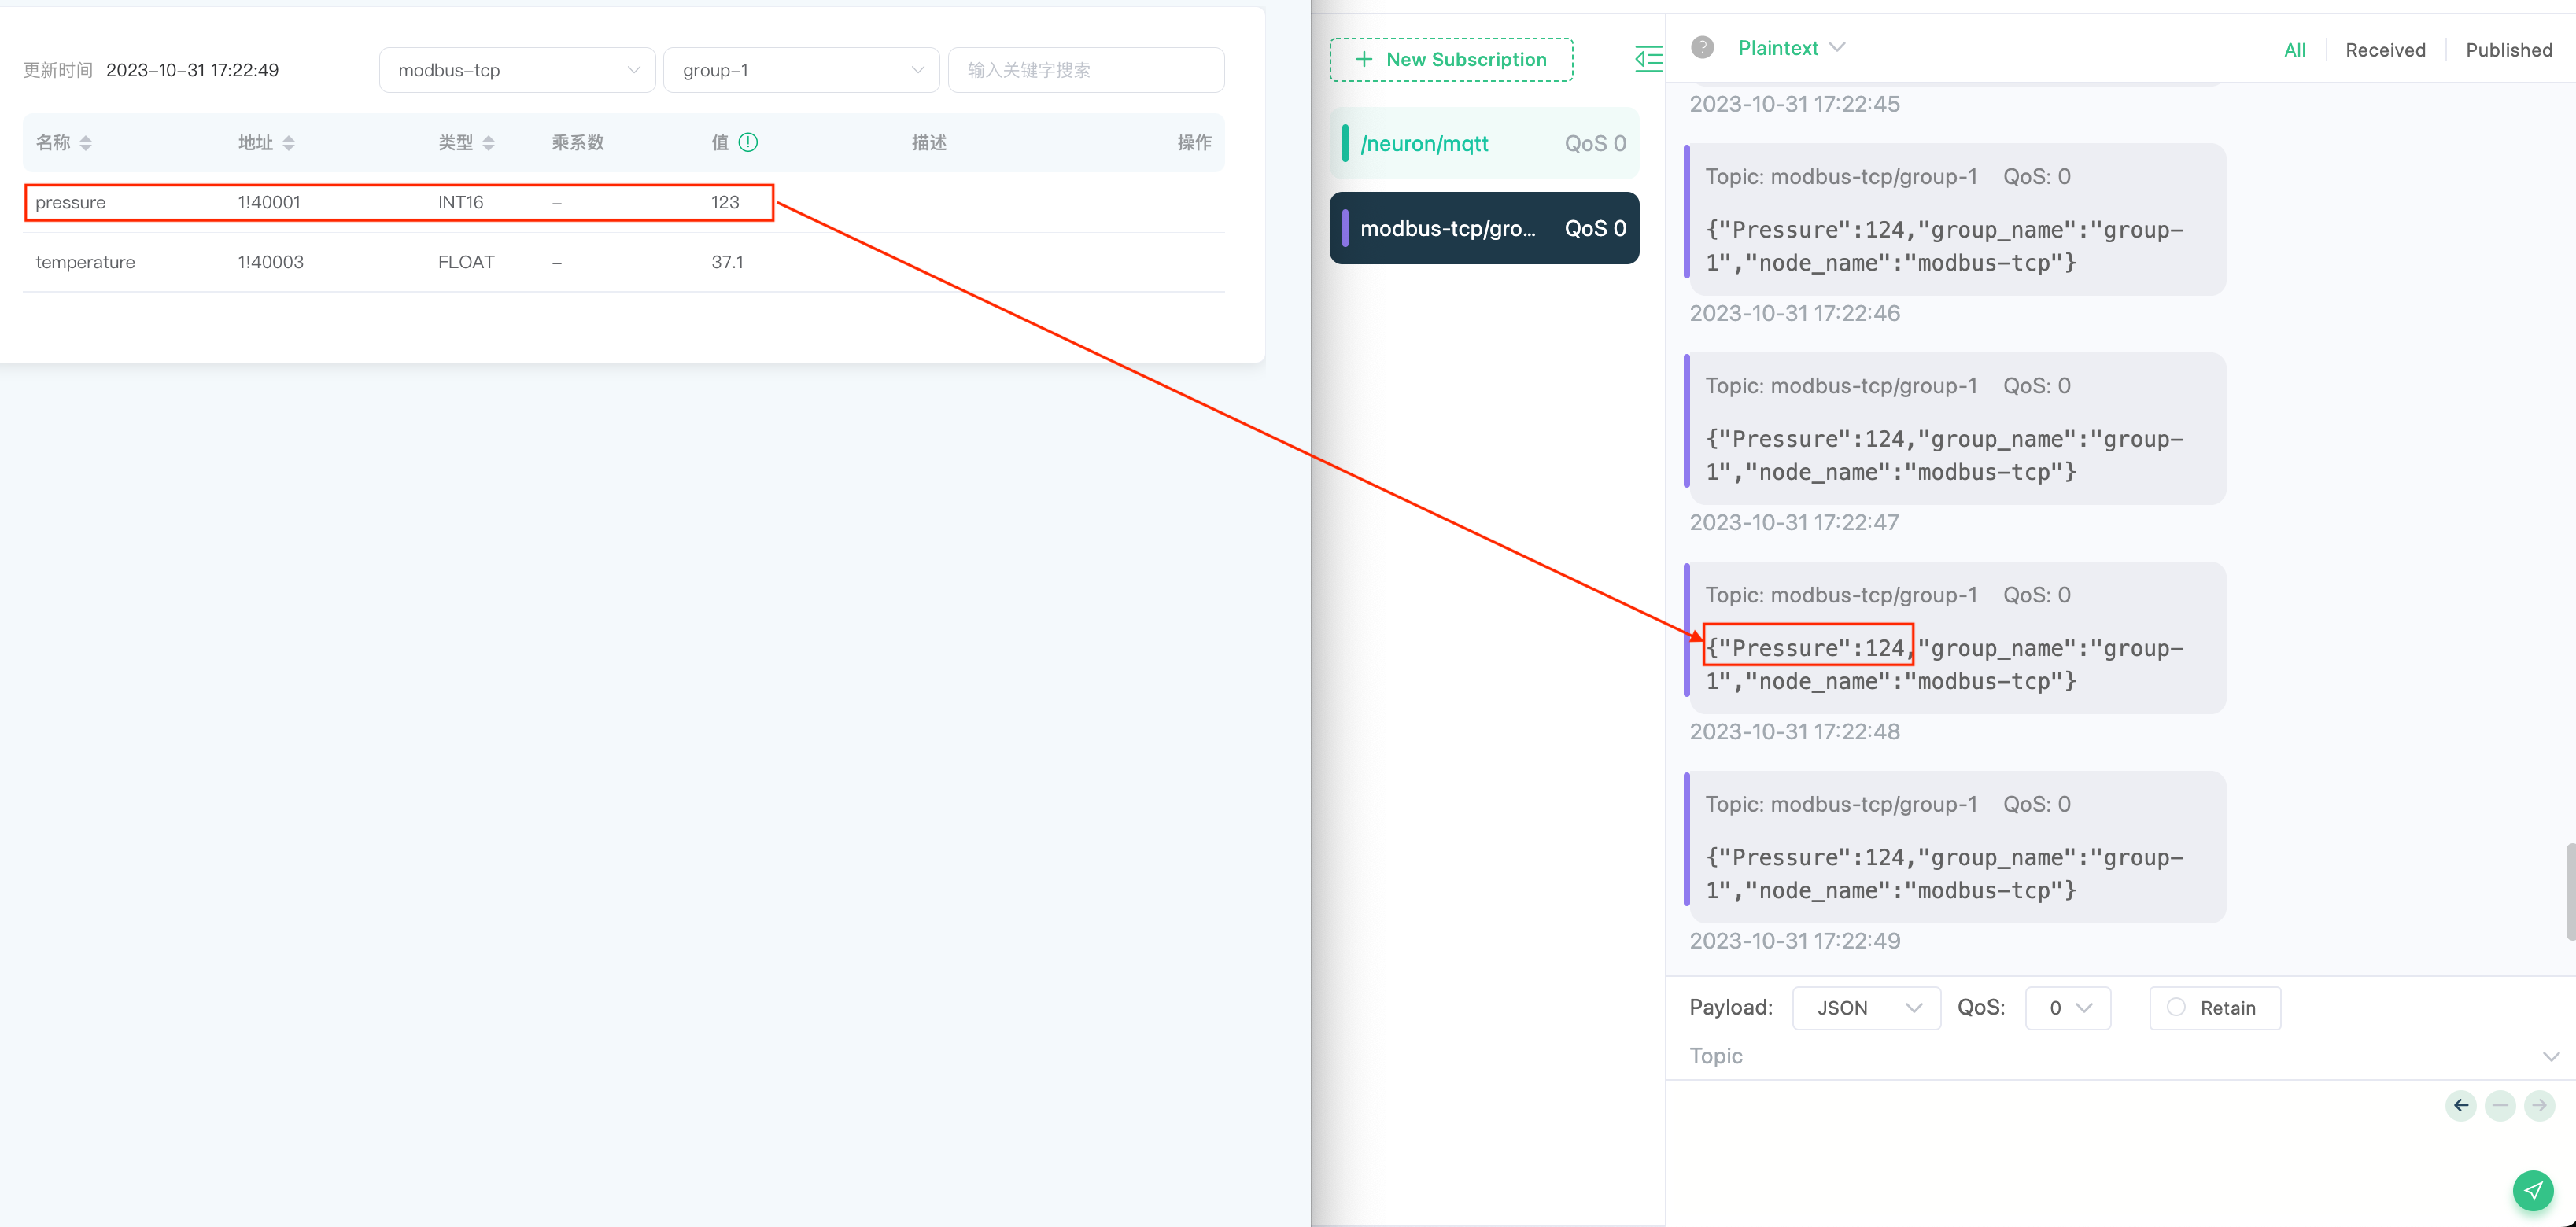 更新时间 2023-10-31 17:22:49 modbus-tcp group-1 输入关键字搜索
名称 地址 类型 乘系数 值 描述 操作
pressure 1!40001 INT16 – 123
temperature 1!40003 FLOAT – 37.1
+ New Subscription
/neuron/mqtt QoS 0
modbus-tcp/gro... QoS 0
? Plaintext All Received Published
2023-10-31 17:22:45
Topic: modbus-tcp/group-1 QoS: 0
{"Pressure":124,"group_name":"group-
1","node_name":"modbus-tcp"}
2023-10-31 17:22:46
Topic: modbus-tcp/group-1 QoS: 0
{"Pressure":124,"group_name":"group-
1","node_name":"modbus-tcp"}
2023-10-31 17:22:47
Topic: modbus-tcp/group-1 QoS: 0
{"Pressure":124,"group_name":"group-
1","node_name":"modbus-tcp"}
2023-10-31 17:22:48
Topic: modbus-tcp/group-1 QoS: 0
{"Pressure":124,"group_name":"group-
1","node_name":"modbus-tcp"}
2023-10-31 17:22:49
Payload: JSON QoS: 0 Retain
Topic